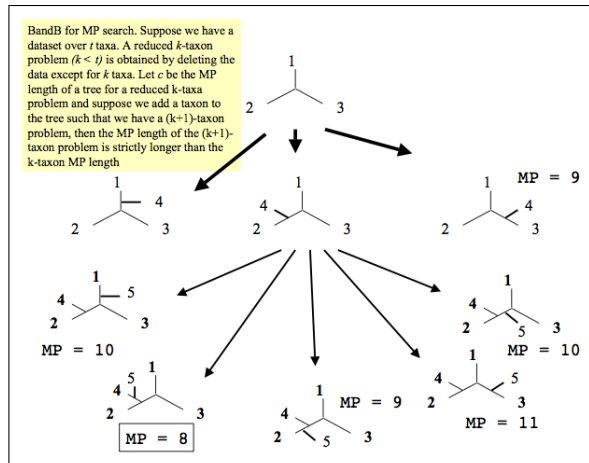 BandB for MP search. Suppose we have a
dataset over t taxa. A reduced k-taxon
problem (k < t) is obtained by deleting the
data except for k taxa. Let c be the MP
length of a tree for a reduced k-taxa
problem and suppose we add a taxon to
the tree such that we have a (k+1)-taxon
problem, then the MP length of the (k+1)-
taxon problem is strictly longer than the
k-taxon MP length
1
2 3
1
4
2 3
1
4
2 3
1 MP = 9
4
2 3
1
4 5
2 3
MP = 10
1
5
4
2 3
MP = 8
1 MP = 9
4
2 3
5
1
4 5
2 3
MP = 11
1
4
2 3
5
MP = 10